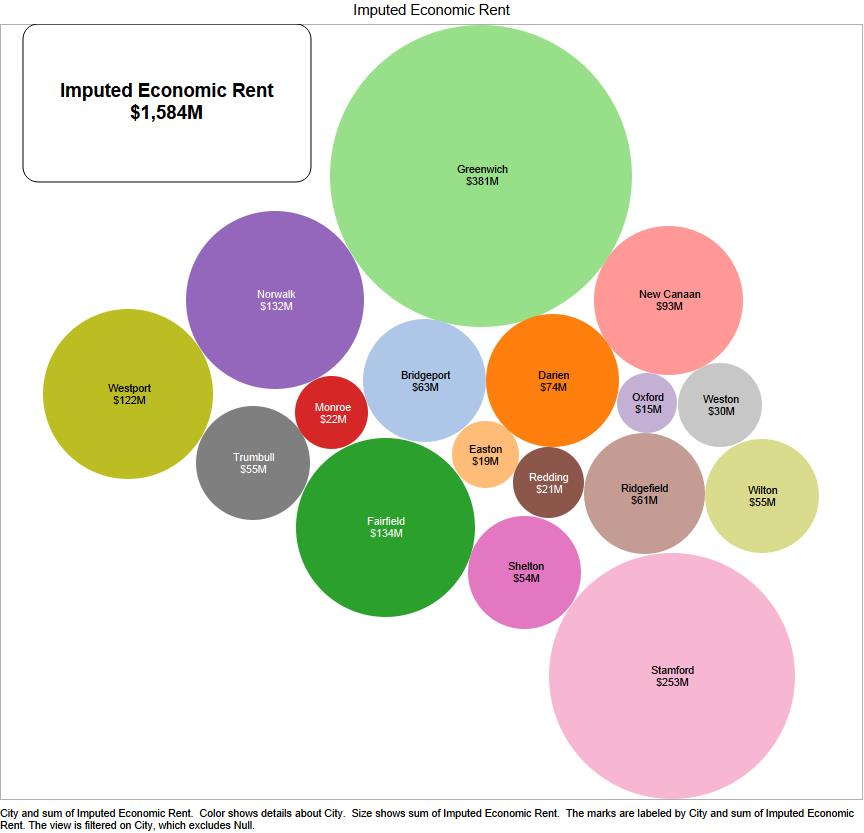 Imputed Economic Rent
Imputed Economic Rent
$1,584M
Greenwich
$381M
Norwalk
$132M
New Canaan
$93M
Westport
$122M
Bridgeport
$63M
Darien
$74M
Monroe
$22M
Oxford
$15M
Weston
$30M
Trumbull
$55M
Easton
$19M
Redding
$21M
Ridgefield
$61M
Wilton
$55M
Fairfield
$134M
Shelton
$54M
Stamford
$253M
City and sum of Imputed Economic Rent.  Color shows details about City.  Size shows sum of Imputed Economic Rent.  The marks are labeled by City and sum of Imputed Economic
Rent. The view is filtered on City, which excludes Null.